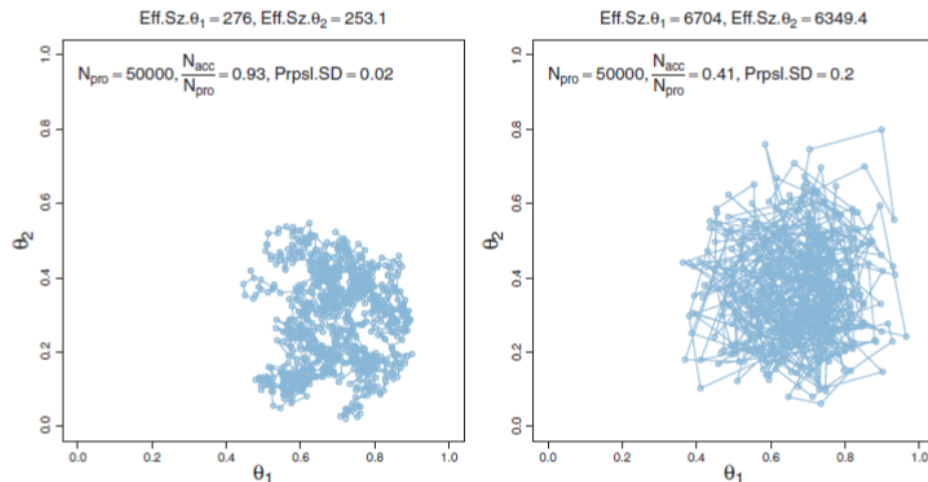 Eff.Sz.θ1 = 276, Eff.Sz.θ2 = 253.1
Npro = 50000, Nacc/Npro = 0.93, Prpsl.SD = 0.02
1.0
0.8
0.6
0.4
0.2
0.0
θ2
0.0 0.2 0.4 0.6 0.8 1.0
θ1
Eff.Sz.θ1 = 6704, Eff.Sz.θ2 = 6349.4
Npro = 50000, Nacc/Npro = 0.41, Prpsl.SD = 0.2
1.0
0.8
0.6
0.4
0.2
0.0
θ2
0.0 0.2 0.4 0.6 0.8 1.0
θ1